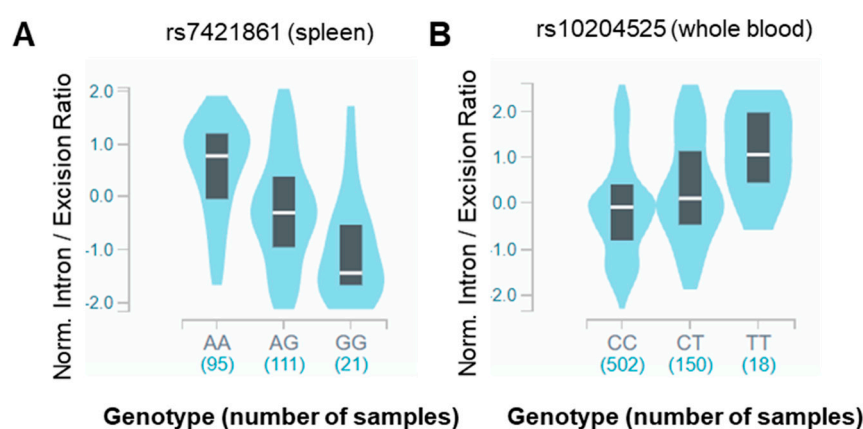 A
rs7421861 (spleen)
Norm. Intron / Excision Ratio
2.0
1.0
0.0
-1.0
-2.0
AA
AG
GG
(95)
(111)
(21)
Genotype (number of samples)
B
rs10204525 (whole blood)
Norm. Intron / Excision Ratio
2.0
1.0
0.0
-1.0
2.0
CC
CT
TT
(502)
(150)
(18)
Genotype (number of samples)